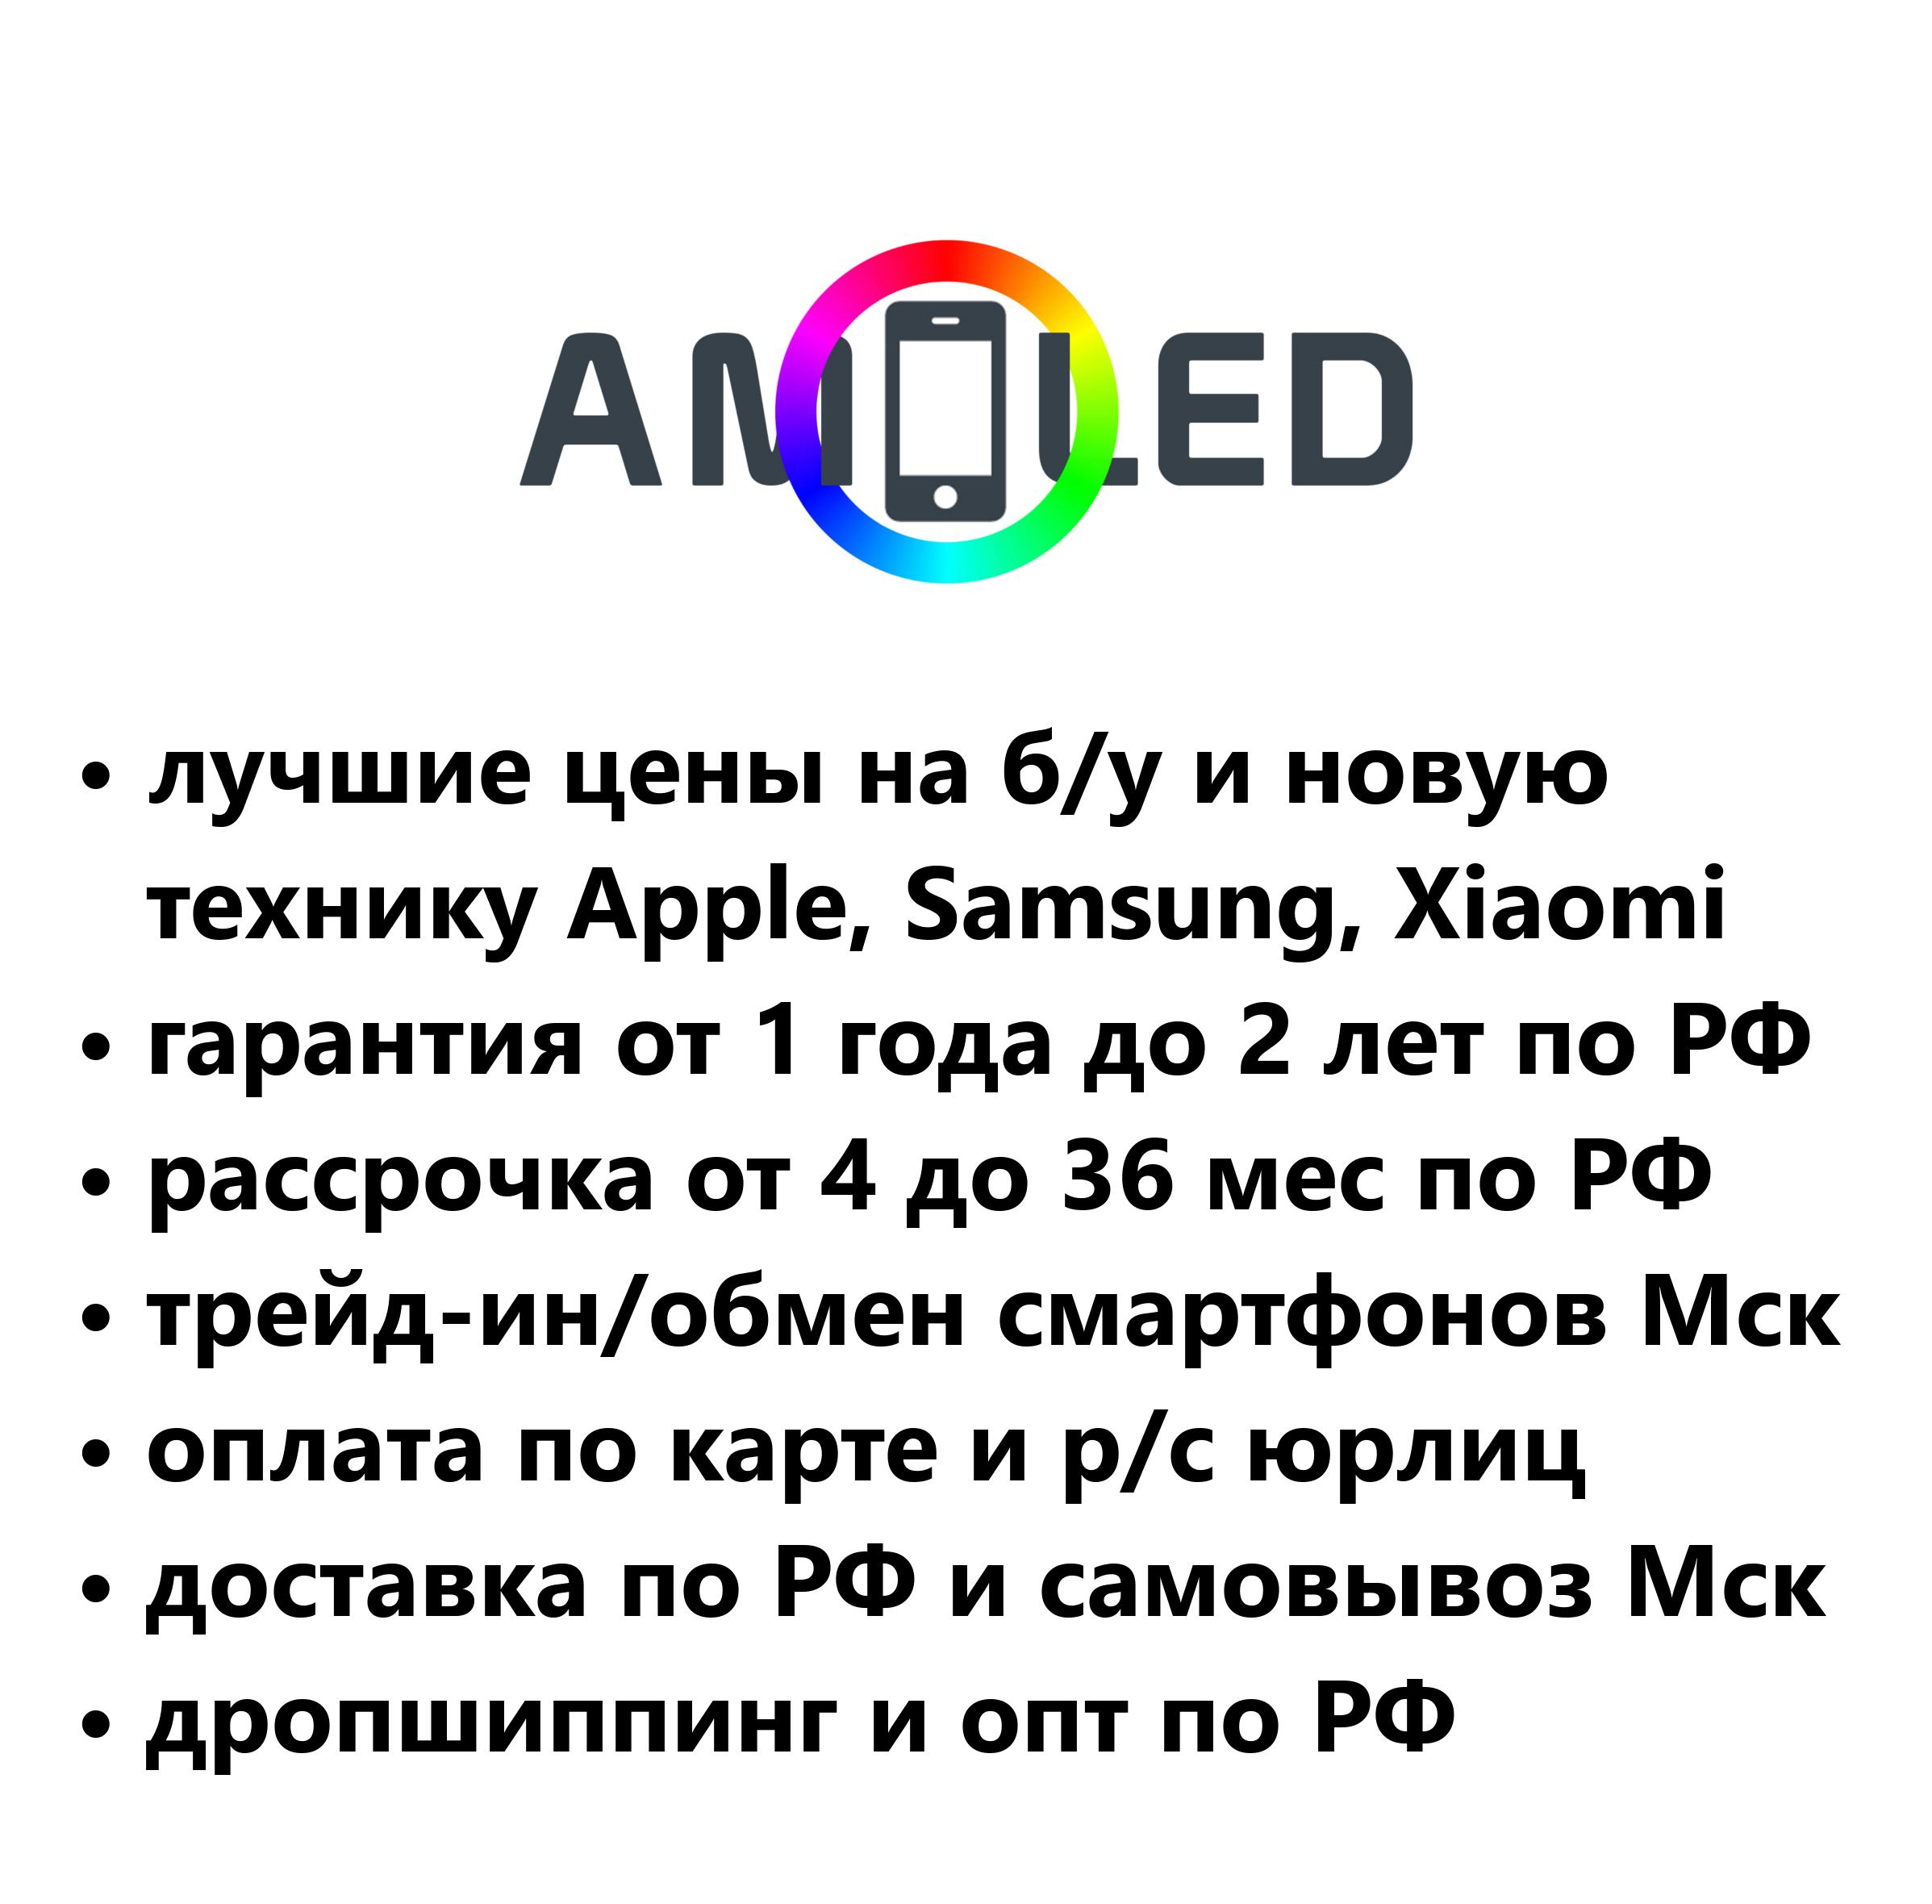 AMOLED
• лучшие цены на б/у и новую
технику Apple, Samsung, Xiaomi
• гарантия от 1 года до 2 лет по РФ
• рассрочка от 4 до 36 мес по РФ
• трейд-ин/обмен смартфонов Мск
• оплата по карте и р/с юрлиц
• доставка по РФ и самовывоз Мск
• дропшиппинг и опт по РФ